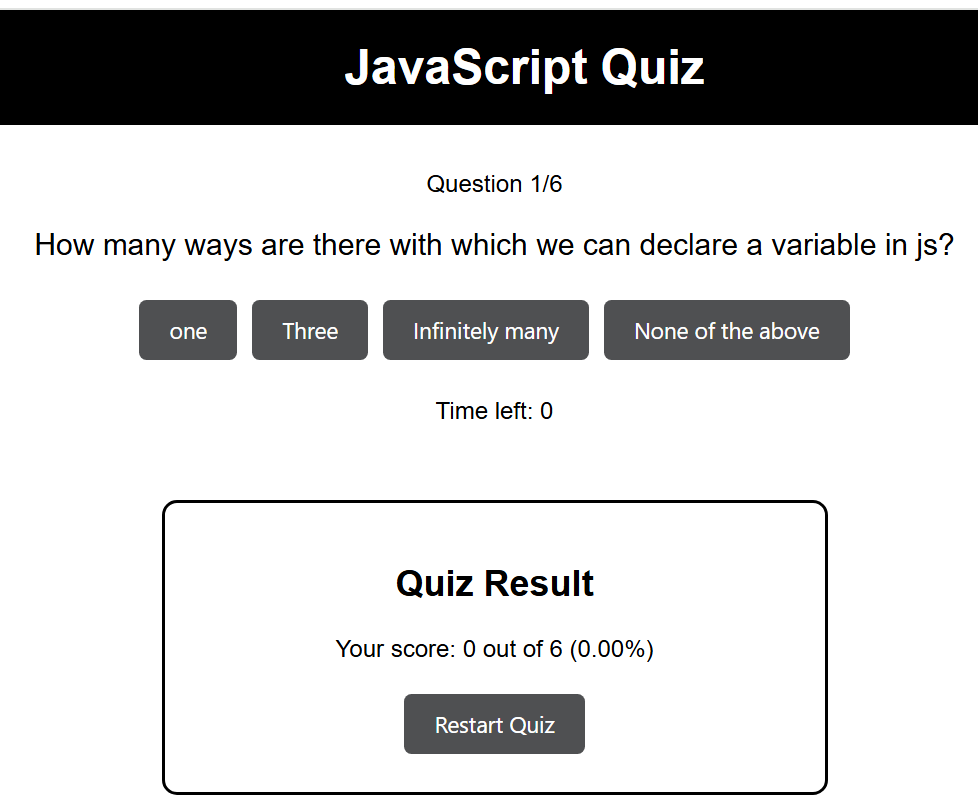 JavaScript Quiz
Question 1/6
How many ways are there with which we can declare a variable in js?
one Three Infinitely many None of the above
Time left: 0
Quiz Result
Your score: 0 out of 6 (0.00%)
Restart Quiz